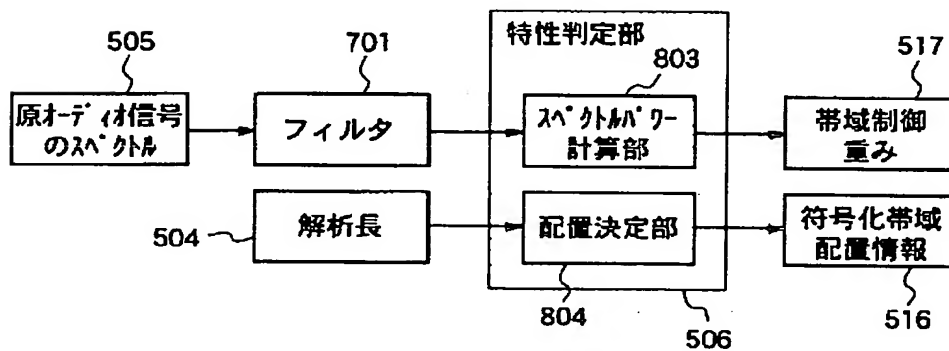 505
701
特性判定部
803
517
原オーディオ信号
のスペクトル
フィルタ
スペクトルパワー
計算部
帯域制御
重み
504
解析長
配置決定部
符号化帯域
配置情報
804
506
516